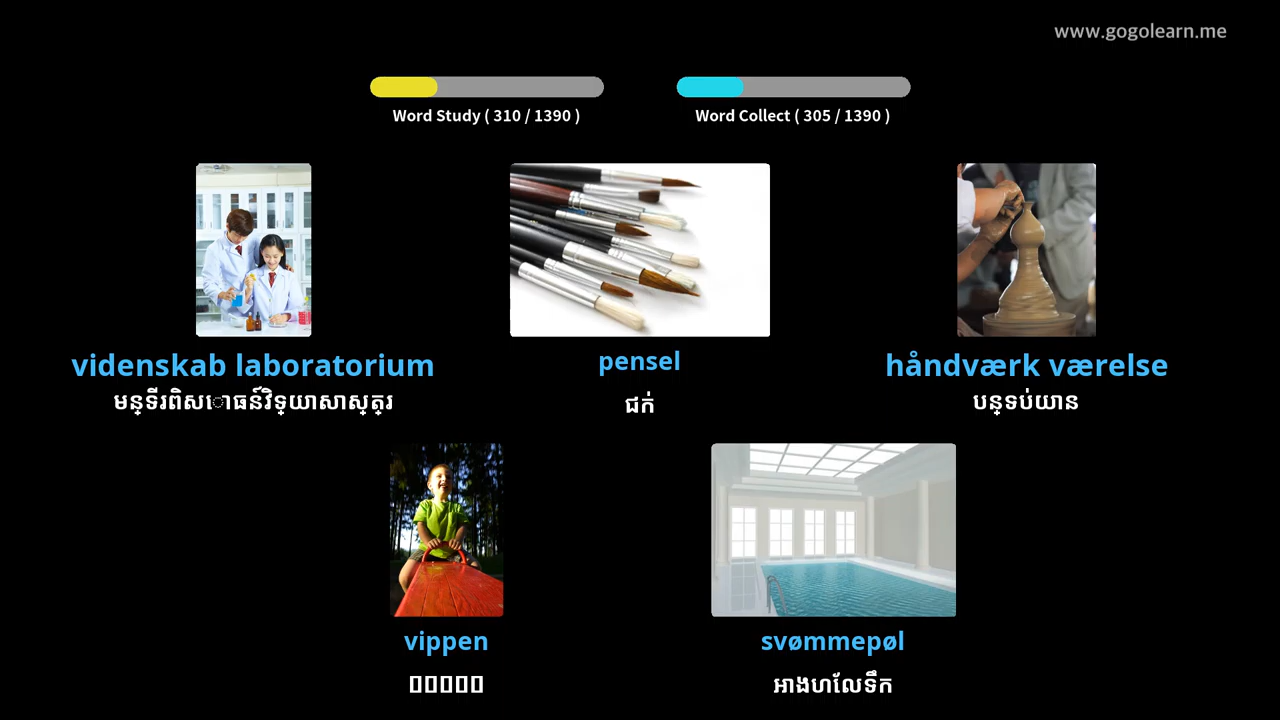 www.gogolearn.me
Word Study ( 310 / 1390 )
Word Collect ( 305 / 1390 )
videnskab laboratorium
មន្ទីរពិសោធន៍វិទ្យាសាស្ត្រ
pensel
ជក់
håndværk værelse
បន្ទប់យាន
vippen
svømmepøl
អាងហែលទឹក